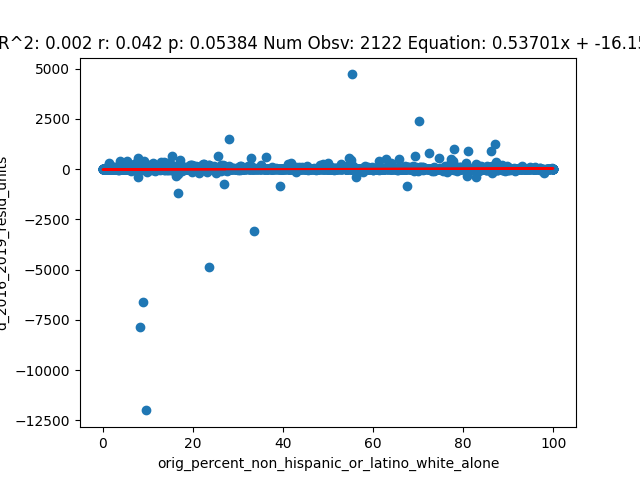 R^2: 0.002 r: 0.042 p: 0.05384 Num Obsv: 2122 Equation: 0.53701x + -16.15
5000
2500
0
−2500
−5000
−7500
−10000
−12500
d_2016_2019_resid_units
0 20 40 60 80 100
orig_percent_non_hispanic_or_latino_white_alone